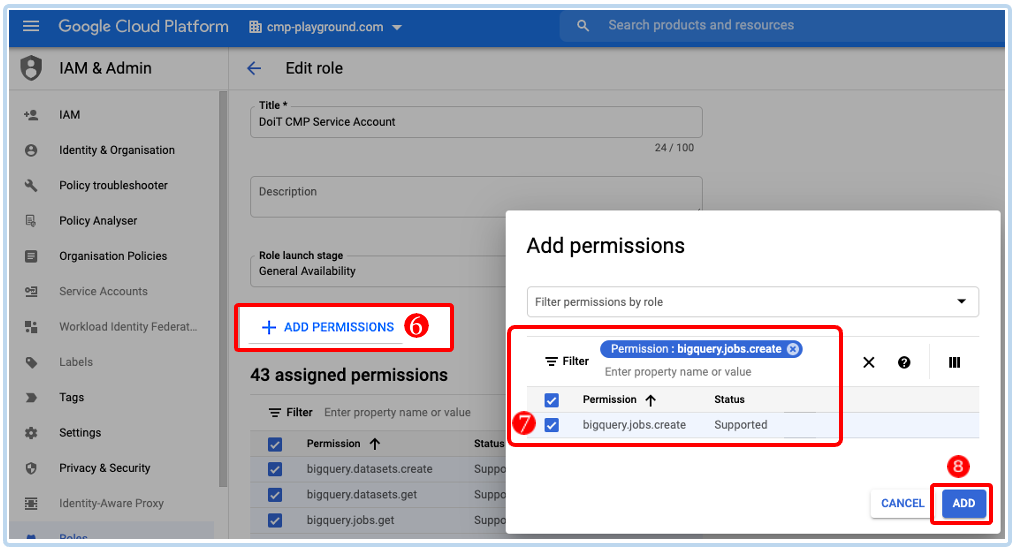 Google Cloud Platform
cmp-playground.com
Search products and resources
IAM & Admin
Edit role
IAM
Identity & Organisation
Policy troubleshooter
Policy Analyser
Organisation Policies
Service Accounts
Workload Identity Federat...
Labels
Tags
Settings
Privacy & Security
Identity-Aware Proxy
Roles
Title *
DoiT CMP Service Account
24 / 100
Description
Role launch stage
General Availability
ADD PERMISSIONS
6
43 assigned permissions
Filter Enter property name or value
Permission Status
bigquery.datasets.create Suppo
bigquery.datasets.get Suppo
bigquery.jobs.get Suppo
Add permissions
Filter permissions by role
Filter Permission : bigquery.jobs.create
Enter property name or value
Permission Status
7
bigquery.jobs.create Supported
8
CANCEL ADD